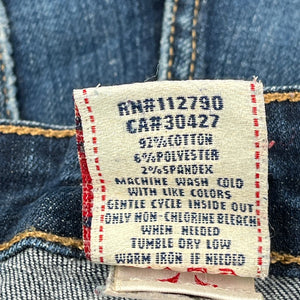 RN#112790
CA#30427
92%COTTON
6%POLYESTER
2%SPANDEX
MACHINE WASH COLD
WITH LIKE COLORS
GENTLE CYCLE INSIDE OUT
ONLY NON-CHLORINE BLEACH
WHEN NEEDED
TUMBLE DRY LOW
WARM IRON IF NEEDED